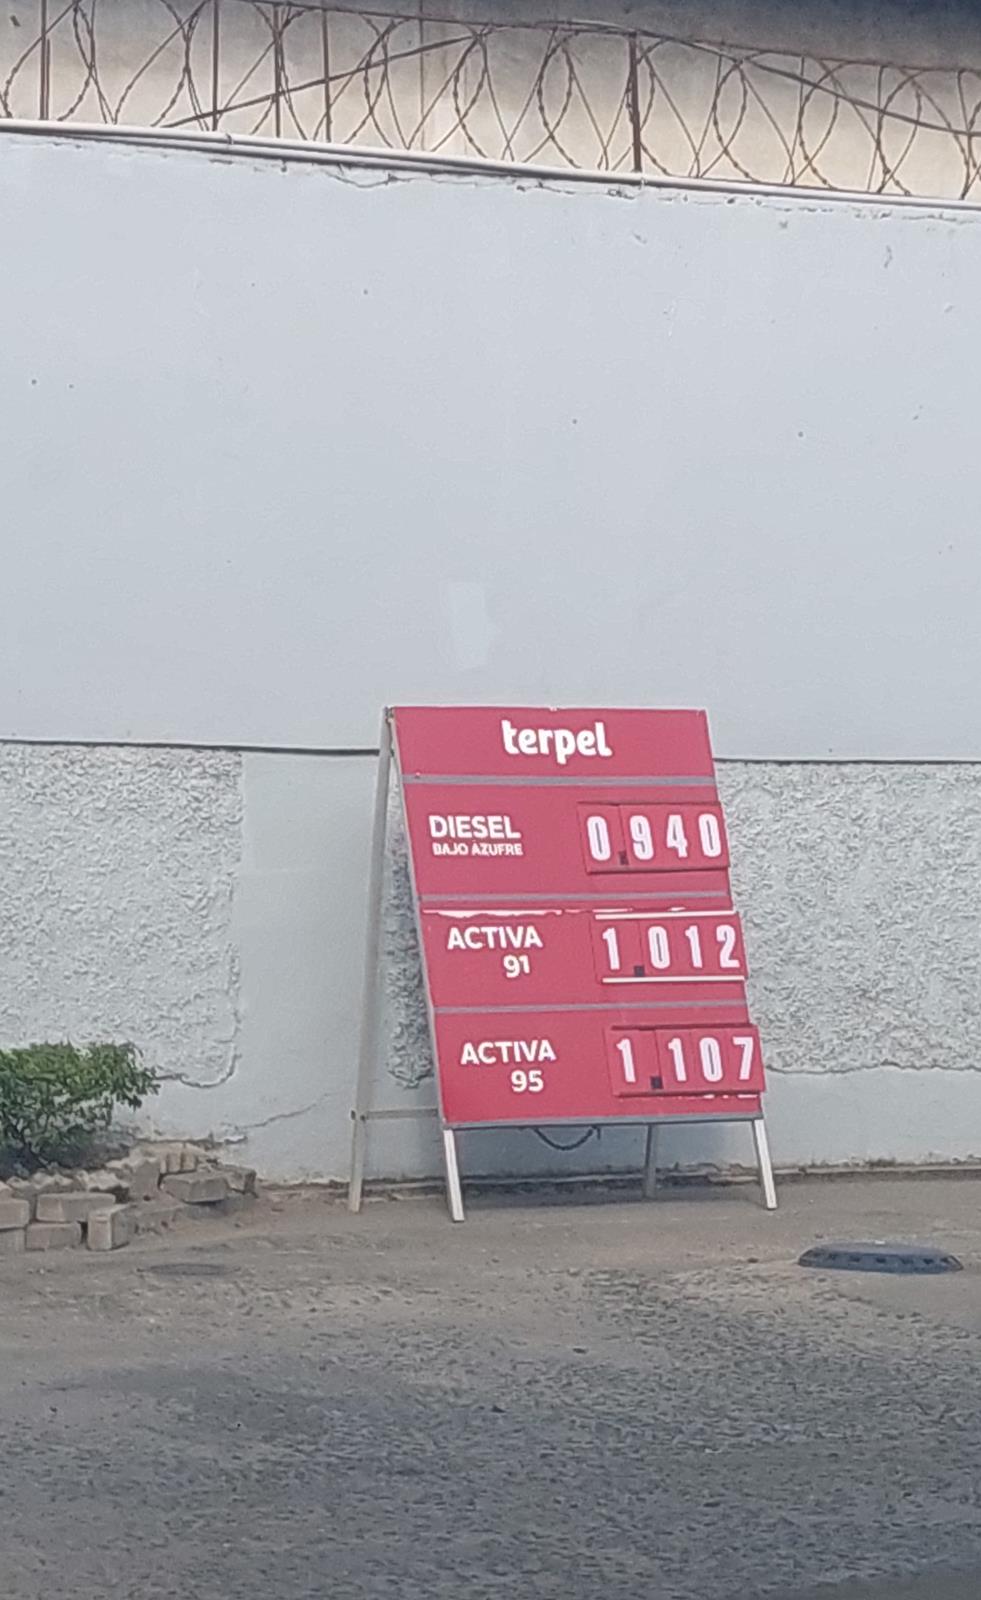 terpel
DIESEL 0.940
BAJO AZUFRE
ACTIVA 1.012
91
ACTIVA 1.107
95